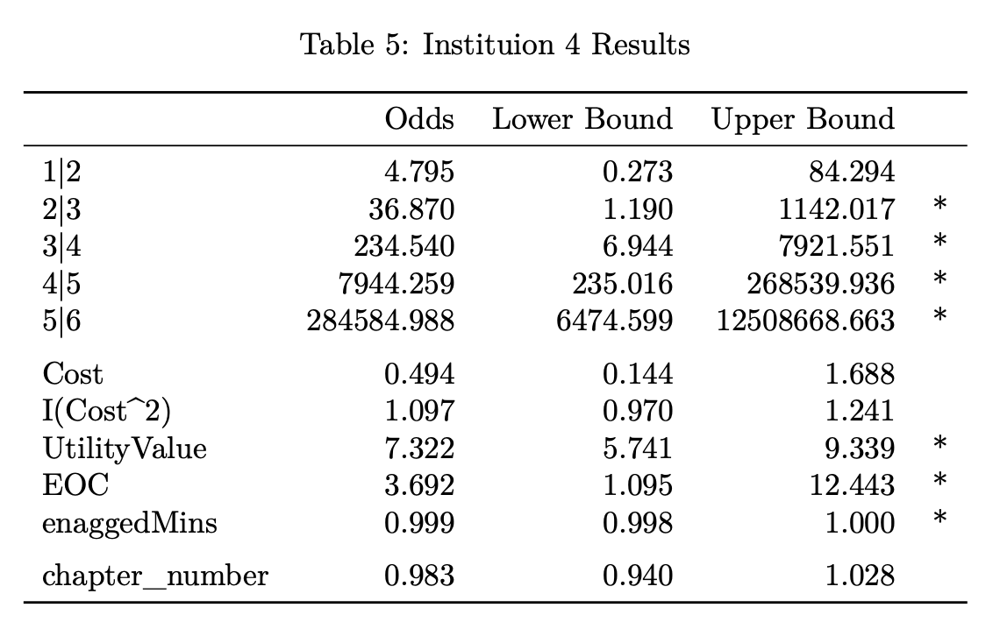 Table 5: Instituion 4 Results
Odds Lower Bound Upper Bound
1|2 4.795 0.273 84.294
2|3 36.870 1.190 1142.017 *
3|4 234.540 6.944 7921.551 *
4|5 7944.259 235.016 268539.936 *
5|6 284584.988 6474.599 12508668.663 *
Cost 0.494 0.144 1.688
I(Cost^2) 1.097 0.970 1.241
UtilityValue 7.322 5.741 9.339 *
EOC 3.692 1.095 12.443 *
enaggedMins 0.999 0.998 1.000 *
chapter_number 0.983 0.940 1.028